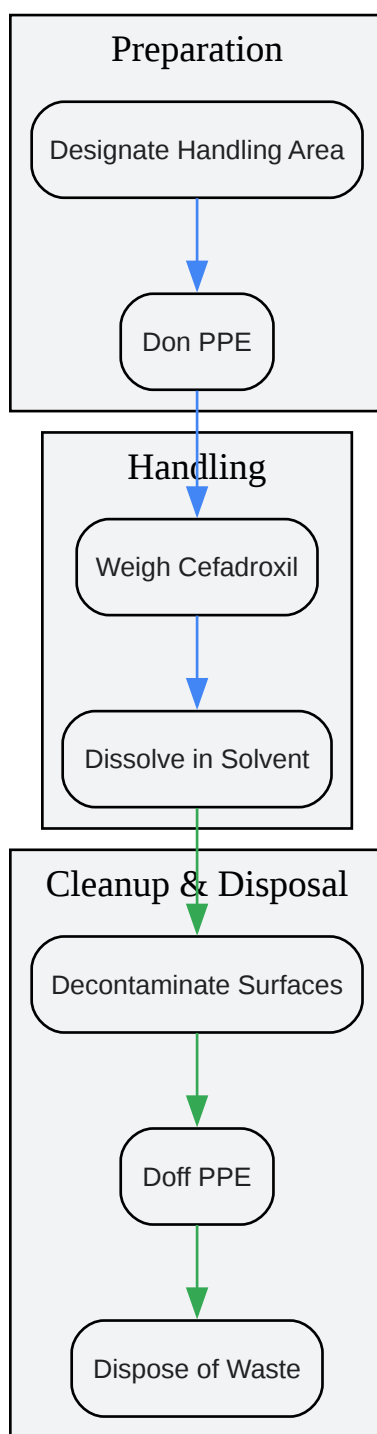 Preparation
Designate Handling Area
Don PPE
Handling
Weigh Cefadroxil
Dissolve in Solvent
Cleanup & Disposal
Decontaminate Surfaces
Doff PPE
Dispose of Waste